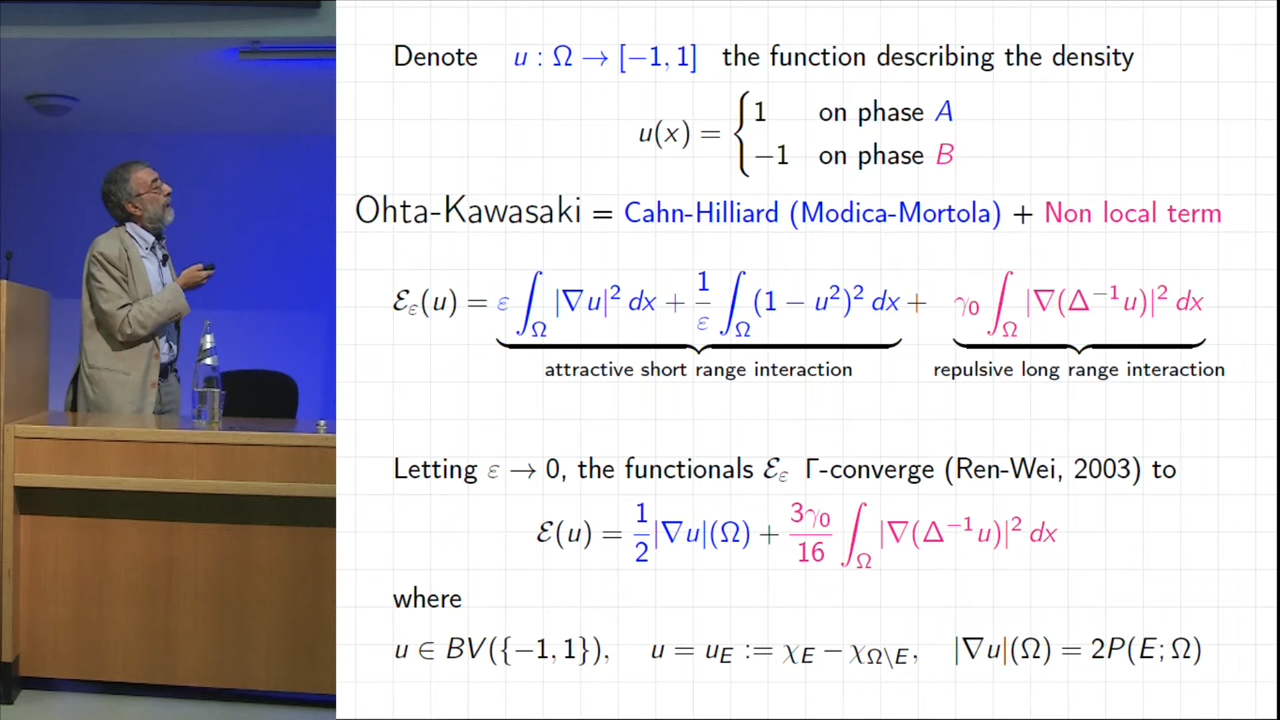 Denote u : Ω → [−1, 1] the function describing the density
u(x) = { 1 on phase A
−1 on phase B
Ohta-Kawasaki = Cahn-Hilliard (Modica-Mortola) + Non local term
ℰ_ε(u) = ε ∫_Ω |∇u|² dx + 1/ε ∫_Ω (1 − u²)² dx + γ₀ ∫_Ω |∇(Δ⁻¹u)|² dx
attractive short range interaction repulsive long range interaction
Letting ε → 0, the functionals ℰ_ε Γ-converge (Ren-Wei, 2003) to
ℰ(u) = 1/2 |∇u|(Ω) + 3γ₀/16 ∫_Ω |∇(Δ⁻¹u)|² dx
where
u ∈ BV({−1, 1}), u = u_E := χ_E − χ_{Ω\E}, |∇u|(Ω) = 2P(E; Ω)